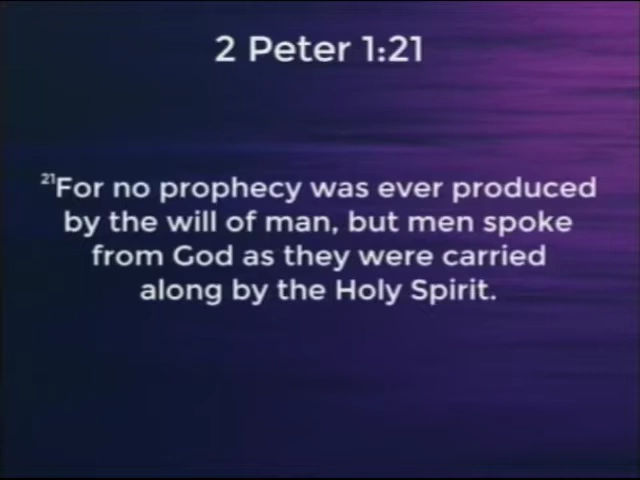 2 Peter 1:21
21For no prophecy was ever produced
by the will of man, but men spoke
from God as they were carried
along by the Holy Spirit.